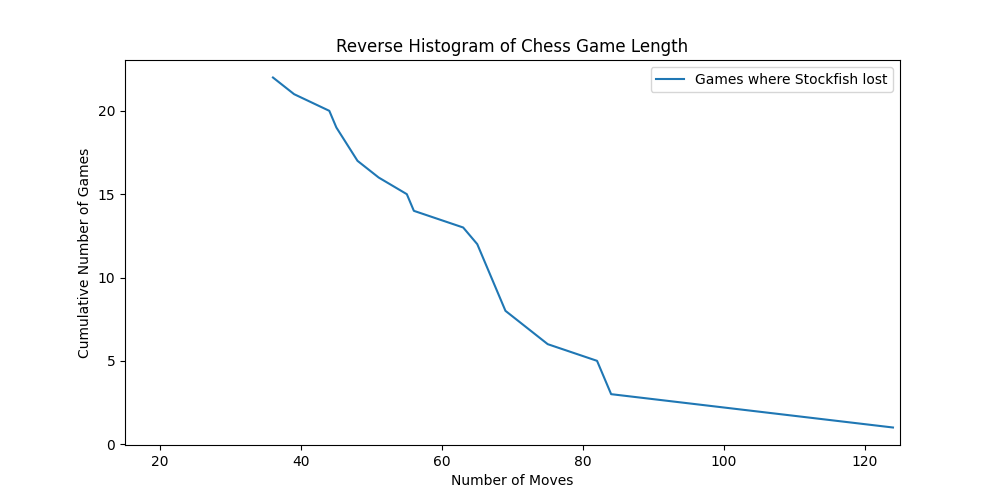 Reverse Histogram of Chess Game Length
Games where Stockfish lost
Cumulative Number of Games
20
15
10
5
0
20 40 60 80 100 120
Number of Moves